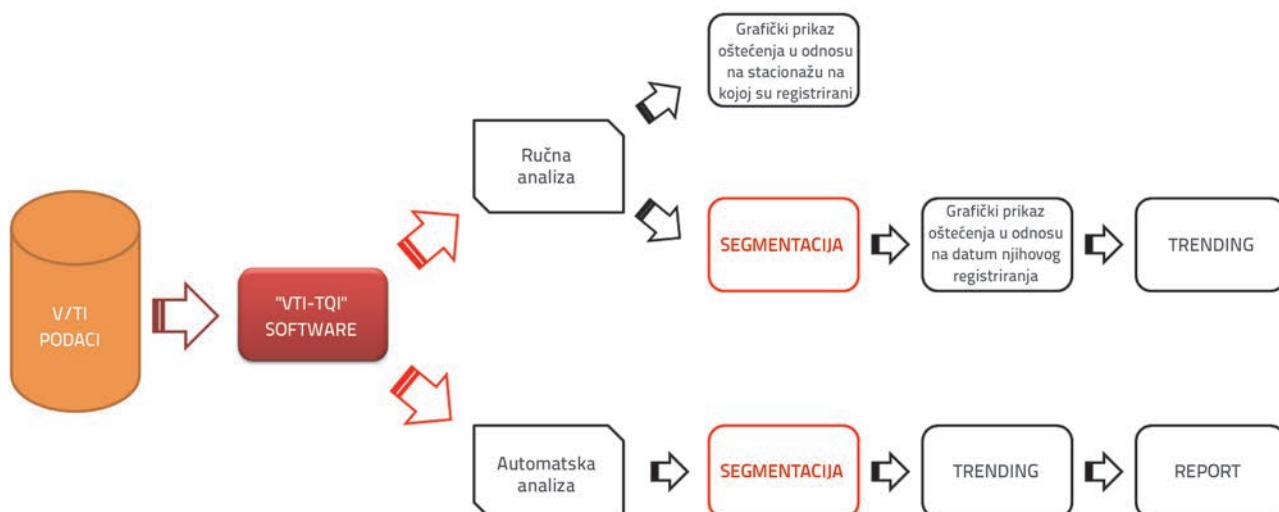 Grafički prikaz
oštećenja u odnosu
na stacionažu na
kojoj su registrirani
Ručna
analiza
SEGMENTACIJA
Grafički prikaz
oštećenja u odnosu
na datum njihovog
registriranja
TRENDING
V/TI
PODACI
"VTI-TQI"
SOFTWARE
Automatska
analiza
SEGMENTACIJA
TRENDING
REPORT